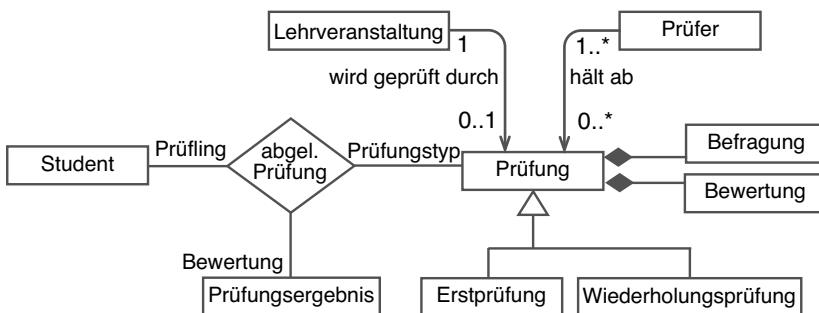 Lehrveranstaltung
Prüfer
1
1..*
wird geprüft durch
hält ab
0..1
0..*
Student
Prüfling
abgel.
Prüfung
Prüfungstyp
Prüfung
Befragung
Bewertung
Bewertung
Prüfungsergebnis
Erstprüfung
Wiederholungsprüfung